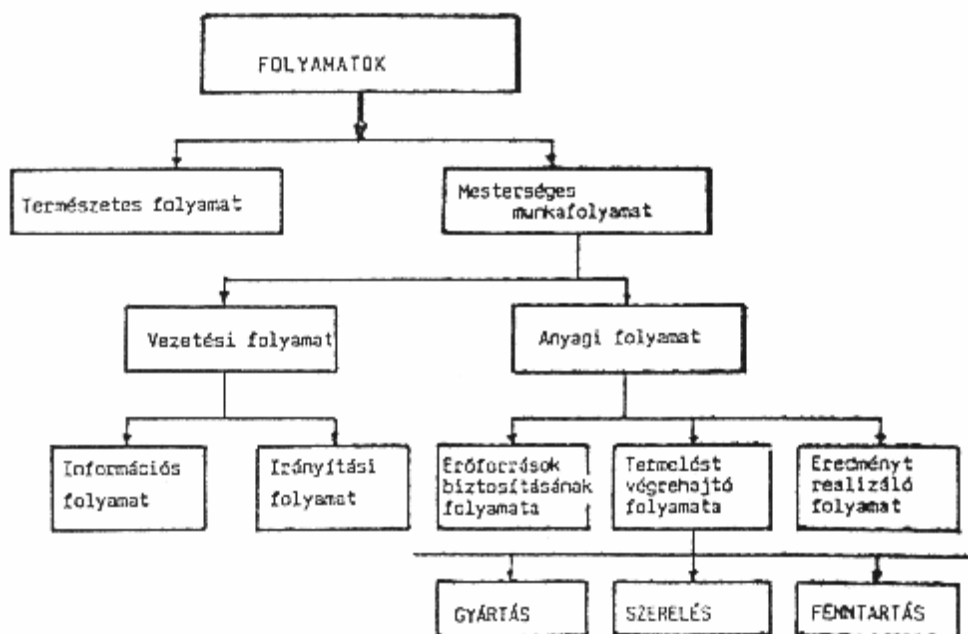 FOLYAMATOK
Természetes folyamat
Mesterséges
munkafolyamat
Vezetési folyamat
Anyagi folyamat
Információs
folyamat
Irányítási
folyamat
Erőforrások
biztosításának
folyamata
Termelést
végrehajtó
folyamata
Eredményt
realizáló
folyamat
GYÁRTÁS
SZERELÉS
FENNTARTÁS